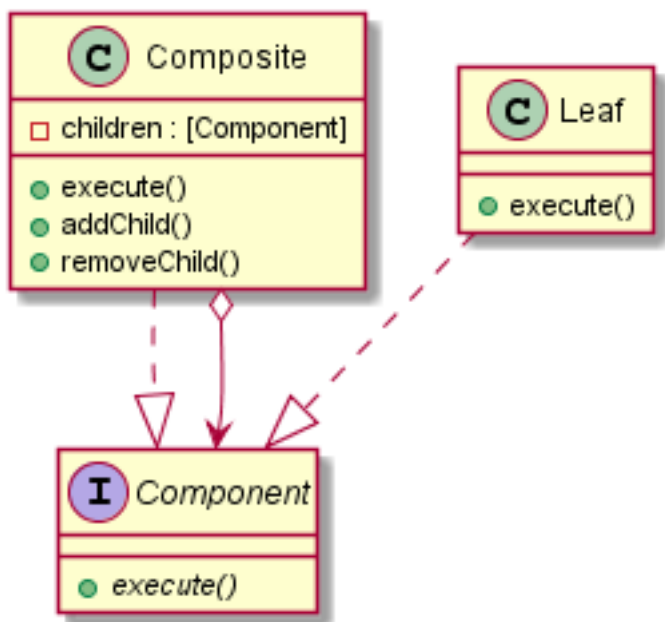 C Composite
children : [Component]
execute()
addChild()
removeChild()
C Leaf
execute()
I Component
execute()